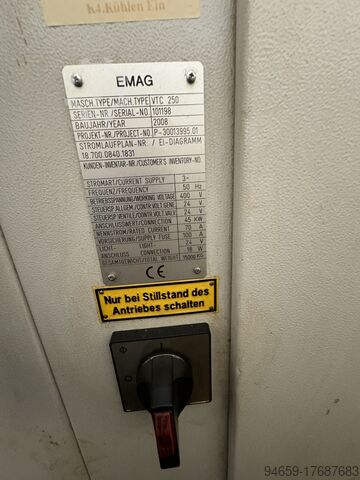 K4.Kühlen Ein
EMAG
MASCH.TYPE/MACH.TYPE VTC 250
SERIEN-NR./SERIAL-NO. 101198
BAUJAHR/YEAR 2008
PROJEKT-NR./PROJECT-NO P-30013995.01
STROMLAUFPLAN-NR. / El-DIAGRAMM
18.700.0840.1831
KUNDEN-INVENTAR-NR./CUSTOMER'S INVENTORY-NO.
STROMART/CURRENT SUPPLY 3~
FREQUENZ/FREQUENCY 50 Hz
BETRIEBSSPANNUNG/WORKING VOLTAGE 400 V
STEUERSP.ALLGEM./CONTR.VOLT.GENE. 24 V
STEUERSP.VENTILE/CONTR.VOLT.VALV. 24 V
ANSCHLUSSWERT/CONNECTION 45 KW
NENNSTROM/RATED CURRENT 70 A
VORSICHERUNG/SUPPLY FUSE 100 A
LICHT- LIGHT- 24 V
ANSCHLUSS CONNECTION 18 W
GESAMTGEWICHT/TOTAL WEIGHT 15000 KG
CE
Nur bei Stillstand des
Antriebes schalten
I
O
94659-17687683